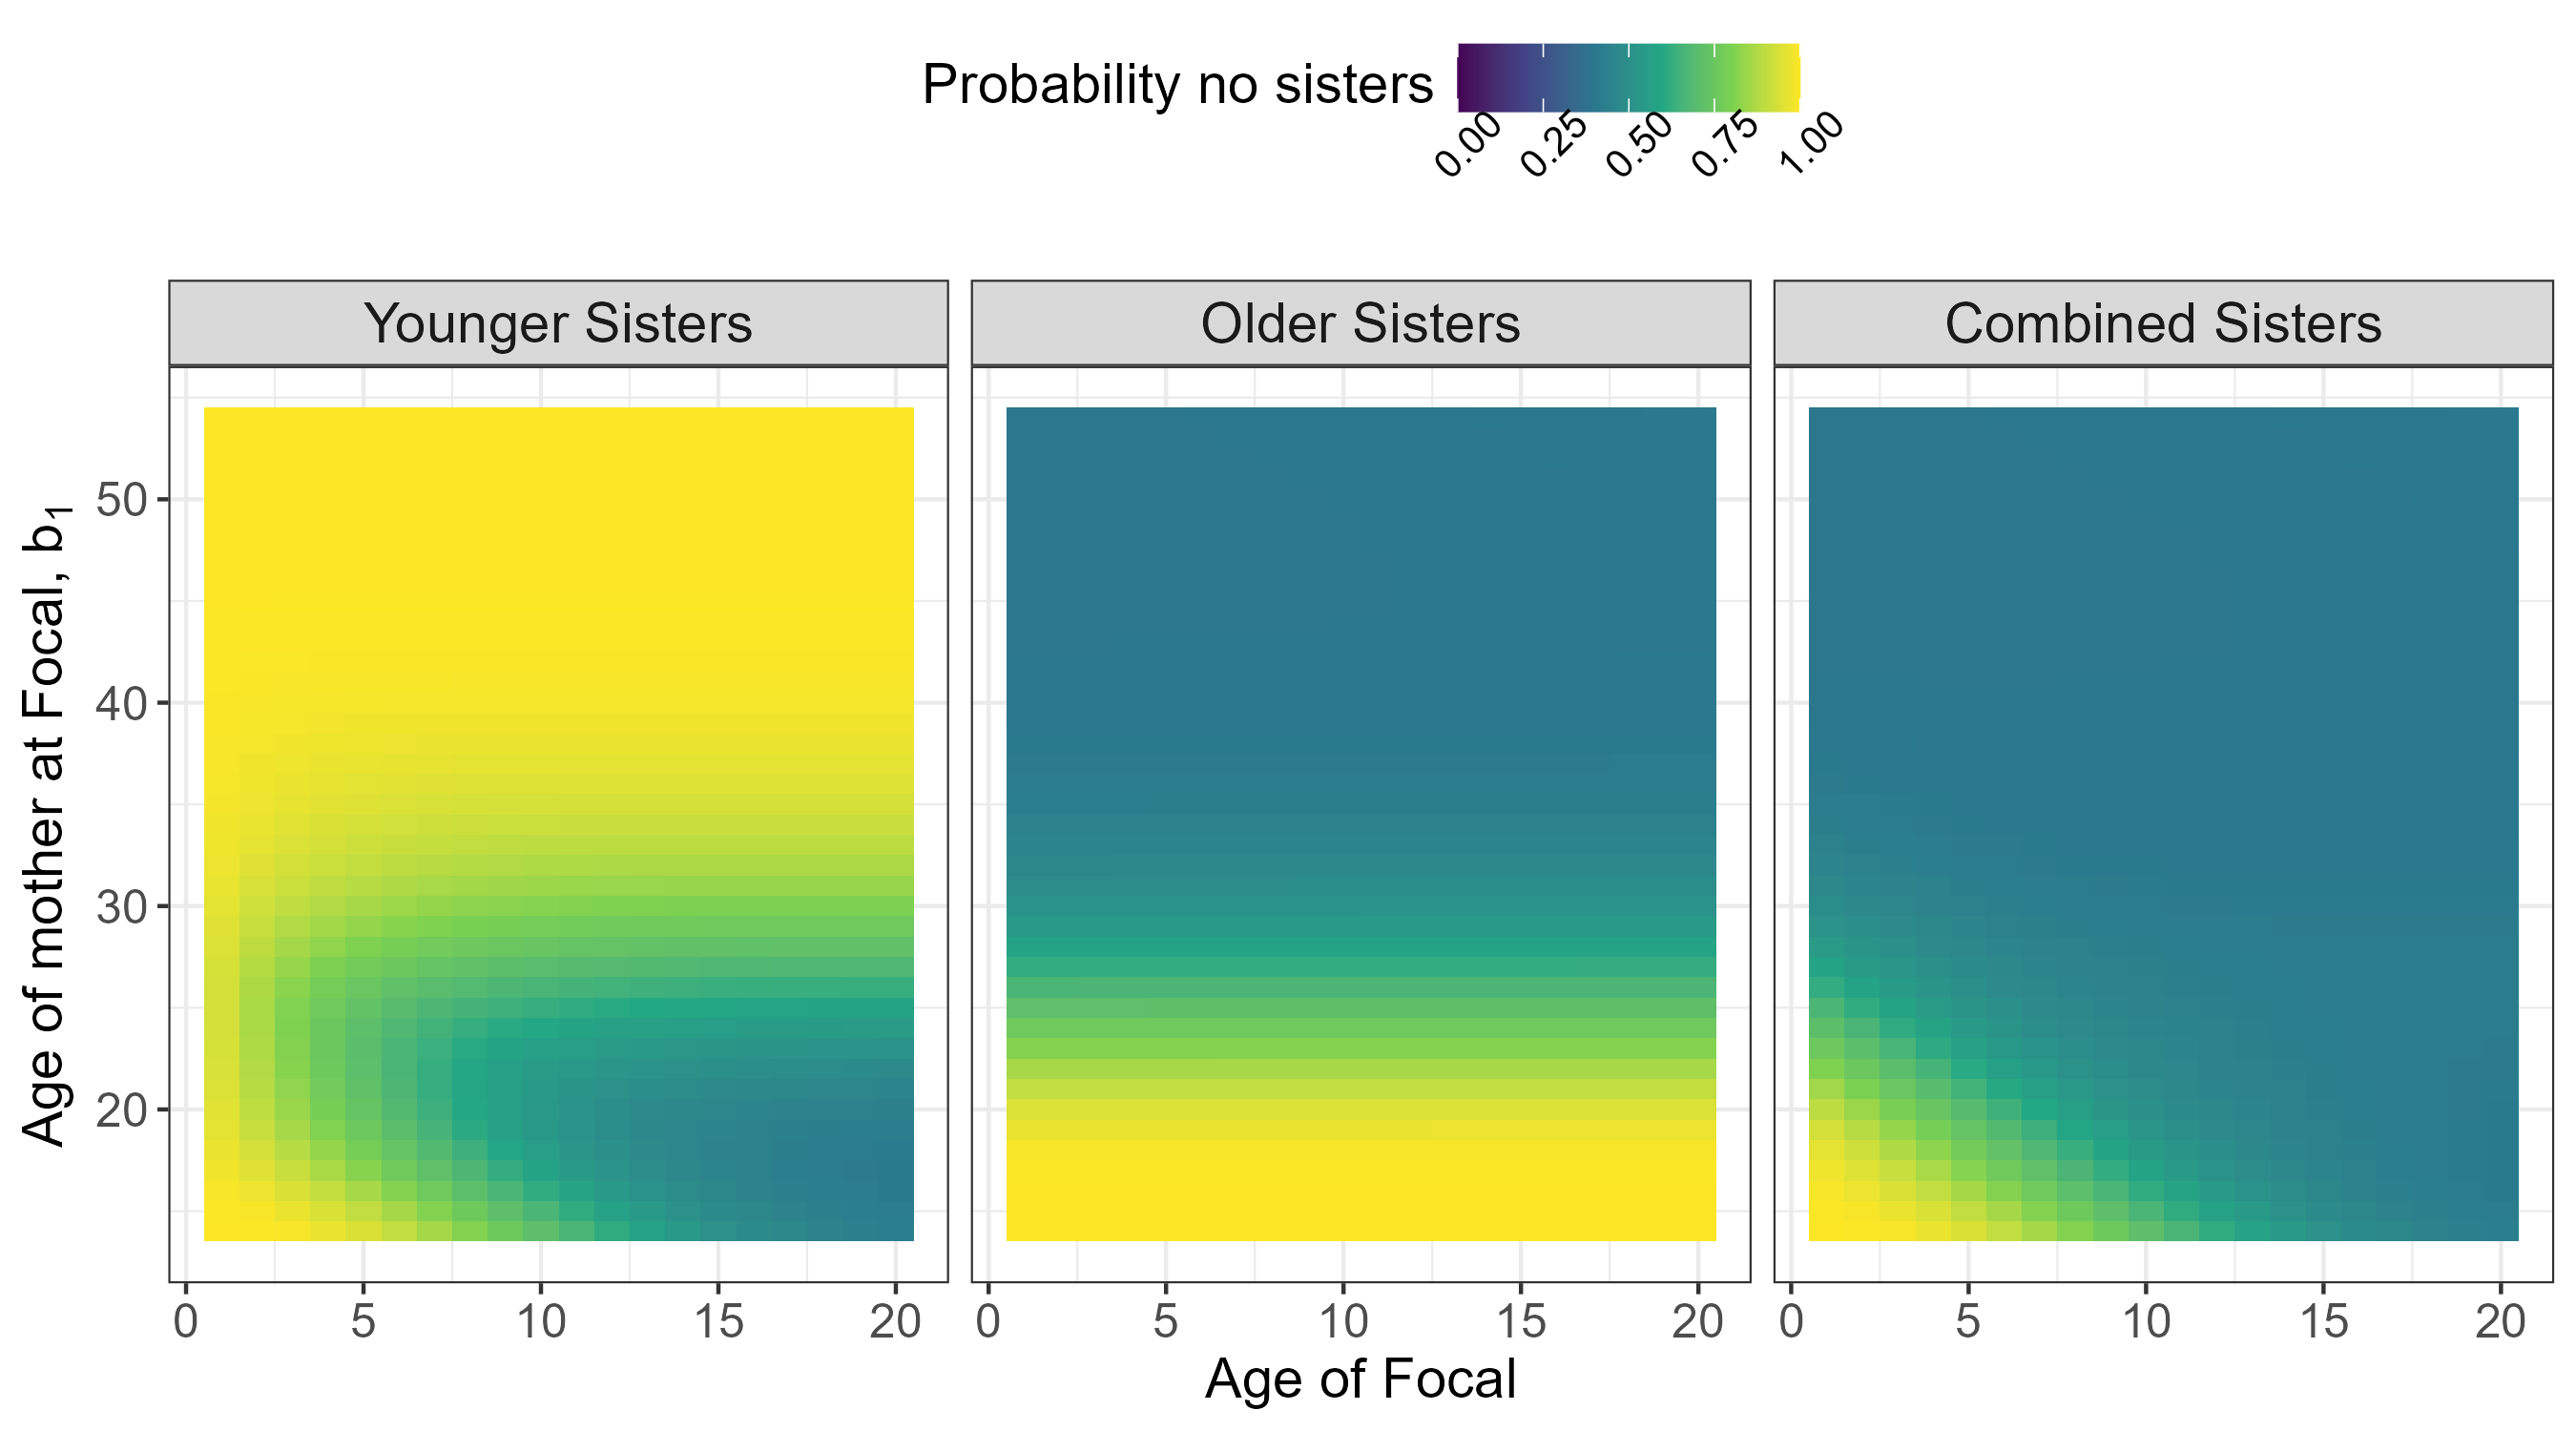 Probability no sisters
0.00 0.25 0.50 0.75 1.00
Younger Sisters Older Sisters Combined Sisters
Age of mother at Focal, b₁
50
40
30
20
0 5 10 15 20 0 5 10 15 20 0 5 10 15 20
Age of Focal